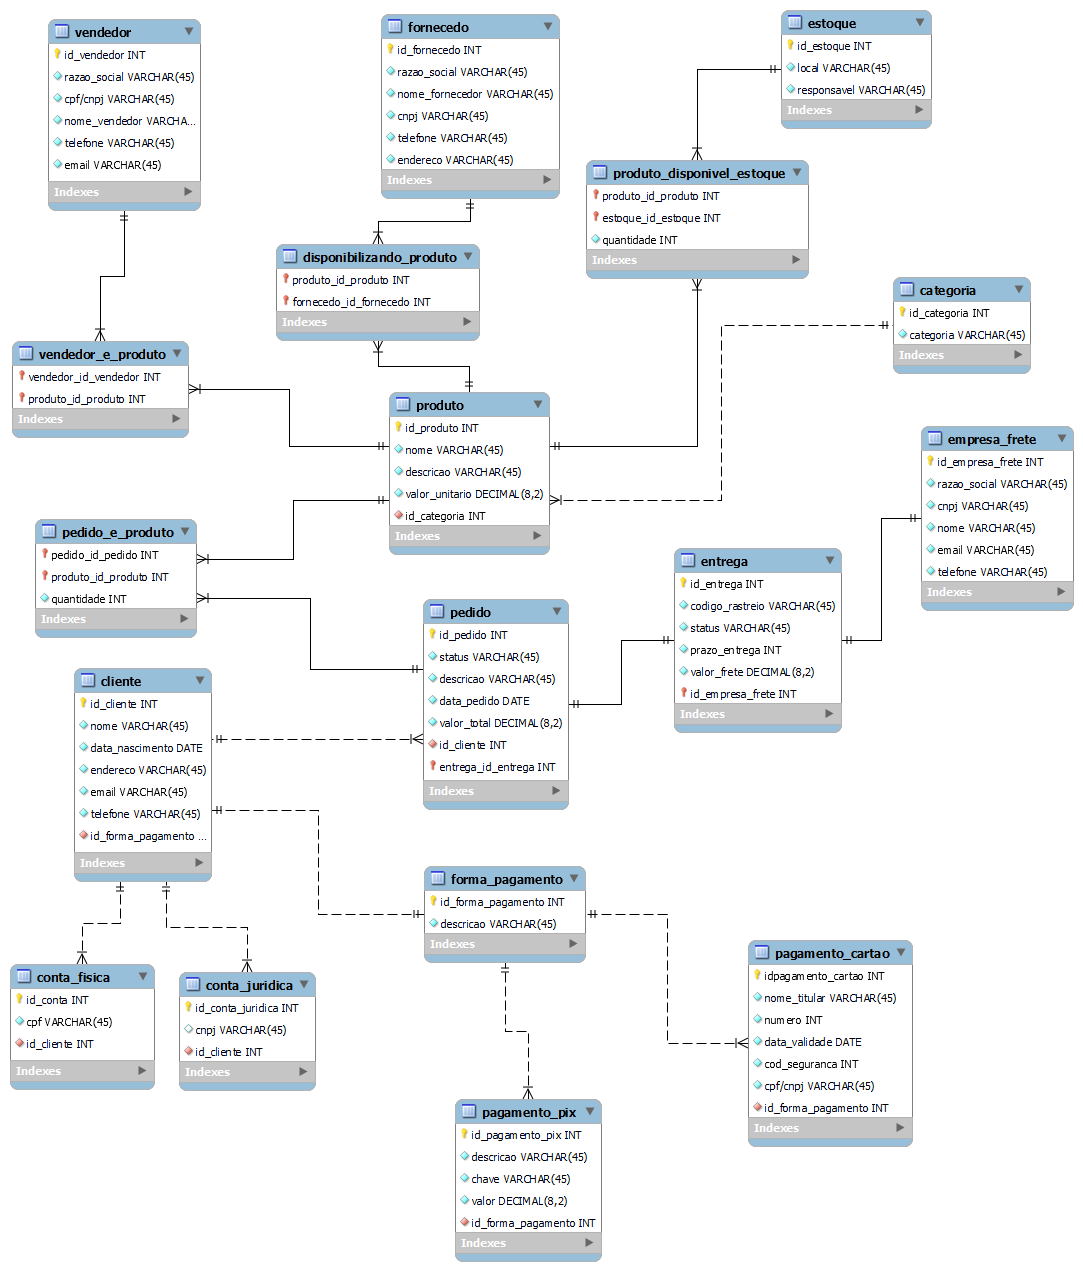 vendedor
id_vendedor INT
razao_social VARCHAR(45)
cpf/cnpj VARCHAR(45)
nome_vendedor VARCHA...
telefone VARCHAR(45)
email VARCHAR(45)
Indexes
fornecedo
id_fornecedo INT
razao_social VARCHAR(45)
nome_fornecedor VARCHAR(45)
cnpj VARCHAR(45)
telefone VARCHAR(45)
endereco VARCHAR(45)
Indexes
estoque
id_estoque INT
local VARCHAR(45)
responsavel VARCHAR(45)
Indexes
produto_disponivel_estoque
produto_id_produto INT
estoque_id_estoque INT
quantidade INT
Indexes
disponibilizando_produto
produto_id_produto INT
fornecedo_id_fornecedo INT
Indexes
categoria
id_categoria INT
categoria VARCHAR(45)
Indexes
vendedor_e_produto
vendedor_id_vendedor INT
produto_id_produto INT
Indexes
produto
id_produto INT
nome VARCHAR(45)
descricao VARCHAR(45)
valor_unitario DECIMAL(8,2)
id_categoria INT
Indexes
empresa_frete
id_empresa_frete INT
razao_social VARCHAR(45)
cnpj VARCHAR(45)
nome VARCHAR(45)
email VARCHAR(45)
telefone VARCHAR(45)
Indexes
pedido_e_produto
pedido_id_pedido INT
produto_id_produto INT
quantidade INT
Indexes
entrega
id_entrega INT
codigo_rastreio VARCHAR(45)
status VARCHAR(45)
prazo_entrega INT
valor_frete DECIMAL(8,2)
id_empresa_frete INT
Indexes
pedido
id_pedido INT
status VARCHAR(45)
descricao VARCHAR(45)
data_pedido DATE
valor_total DECIMAL(8,2)
id_cliente INT
entrega_id_entrega INT
Indexes
cliente
id_cliente INT
nome VARCHAR(45)
data_nascimento DATE
endereco VARCHAR(45)
email VARCHAR(45)
telefone VARCHAR(45)
id_forma_pagamento ...
Indexes
forma_pagamento
id_forma_pagamento INT
descricao VARCHAR(45)
Indexes
conta_fisica
id_conta INT
cpf VARCHAR(45)
id_cliente INT
Indexes
conta_juridica
id_conta_juridica INT
cnpj VARCHAR(45)
id_cliente INT
Indexes
pagamento_cartao
idpagamento_cartao INT
nome_titular VARCHAR(45)
numero INT
data_validade DATE
cod_seguranca INT
cpf/cnpj VARCHAR(45)
id_forma_pagamento INT
Indexes
pagamento_pix
id_pagamento_pix INT
descricao VARCHAR(45)
chave VARCHAR(45)
valor DECIMAL(8,2)
id_forma_pagamento INT
Indexes